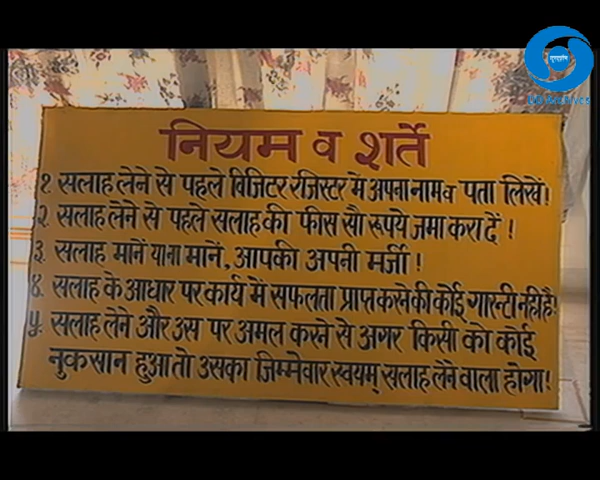 नियम व शर्ते
१. सलाह लेने से पहले विजिटर रजिस्टर में अपना नाम व पता लिखें!
२. सलाह लेने से पहले सलाह की फीस सौ रूपये जमा करा दें!
३. सलाह मानें या ना मानें, आपकी अपनी मर्जी!
४. सलाह के आधार पर कार्य में सफलता प्राप्त करने की कोई गारन्टी नही है!
५. सलाह लेने और उस पर अमल करने से अगर किसी को कोई
नुकसान हुआ तो उसका जिम्मेवार स्वयम् सलाह लेने वाला होगा!
दूरदर्शन